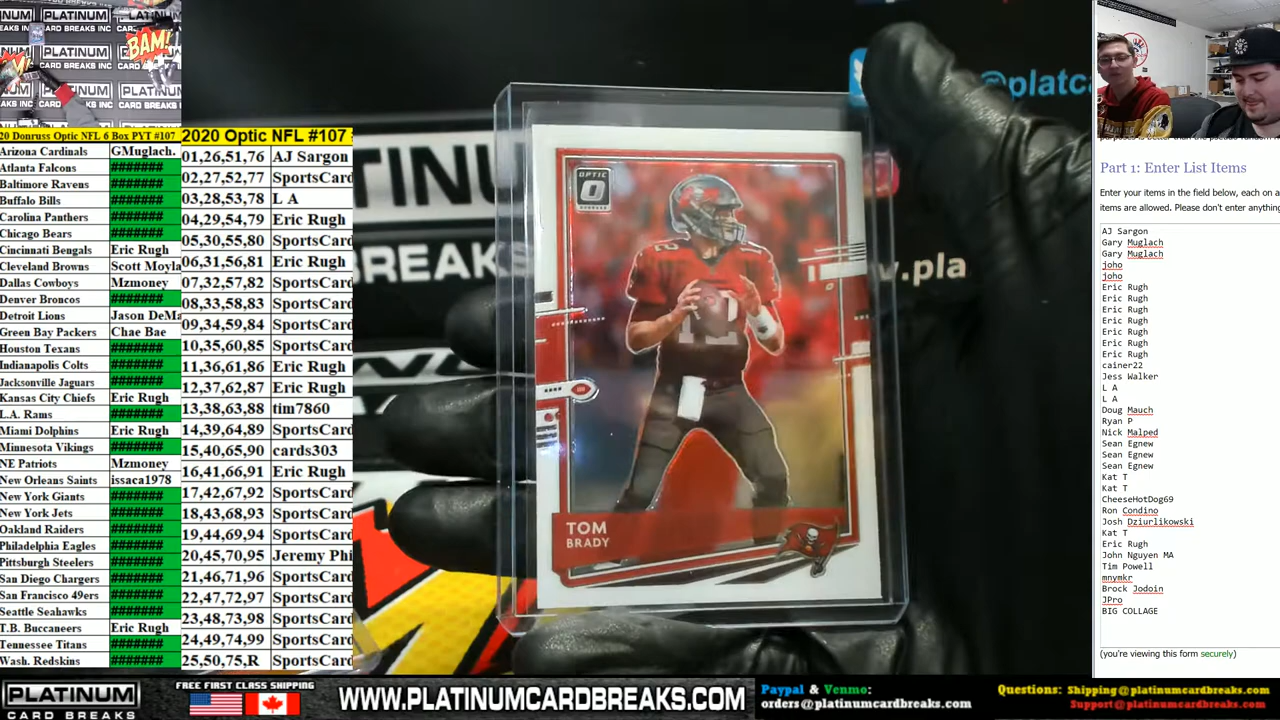 PLATINUM
CARD BREAKS INC
BAM!
20 Donruss Optic NFL 6 Box PYT #107
Arizona Cardinals GMuglach.
Atlanta Falcons #######
Baltimore Ravens #######
Buffalo Bills #######
Carolina Panthers #######
Chicago Bears #######
Cincinnati Bengals Eric Rugh
Cleveland Browns Scott Moyla
Dallas Cowboys Mzmoney
Denver Broncos #######
Detroit Lions Jason DeMa
Green Bay Packers Chae Bae
Houston Texans #######
Indianapolis Colts #######
Jacksonville Jaguars #######
Kansas City Chiefs Eric Rugh
L.A. Rams #######
Miami Dolphins Eric Rugh
Minnesota Vikings #######
NE Patriots Mzmoney
New Orleans Saints issaca1978
New York Giants #######
New York Jets #######
Oakland Raiders #######
Philadelphia Eagles #######
Pittsburgh Steelers #######
San Diego Chargers #######
San Francisco 49ers #######
Seattle Seahawks #######
T.B. Buccaneers Eric Rugh
Tennessee Titans #######
Wash. Redskins #######
2020 Optic NFL #107
01,26,51,76 AJ Sargon
02,27,52,77 SportsCard
03,28,53,78 L A
04,29,54,79 Eric Rugh
05,30,55,80 SportsCard
06,31,56,81 Eric Rugh
07,32,57,82 SportsCard
08,33,58,83 SportsCard
09,34,59,84 SportsCard
10,35,60,85 SportsCard
11,36,61,86 Eric Rugh
12,37,62,87 Eric Rugh
13,38,63,88 tim7860
14,39,64,89 SportsCard
15,40,65,90 cards303
16,41,66,91 Eric Rugh
17,42,67,92 SportsCard
18,43,68,93 SportsCard
19,44,69,94 SportsCard
20,45,70,95 Jeremy Phi
21,46,71,96 SportsCard
22,47,72,97 SportsCard
23,48,73,98 SportsCard
24,49,74,99 SportsCard
25,50,75,R SportsCard
@platca
BREAKS
w.pla
OPTIC
DONRUSS
TOM
BRADY
Part 1: Enter List Items
Enter your items in the field below, each on a
items are allowed. Please don't enter anything
AJ Sargon
Gary Muglach
Gary Muglach
joho
joho
Eric Rugh
Eric Rugh
Eric Rugh
Eric Rugh
Eric Rugh
Eric Rugh
Eric Rugh
cainer22
Jess Walker
L A
L A
Doug Mauch
Ryan P
Nick Malped
Sean Egnew
Sean Egnew
Sean Egnew
Kat T
Kat T
CheeseHotDog69
Ron Condino
Josh Dziurlikowski
Kat T
Eric Rugh
John Nguyen MA
Tim Powell
mnymkr
Brock Jodoin
JPro
BIG COLLAGE
(you're viewing this form securely)
PLATINUM
CARD BREAKS
FREE FIRST CLASS SHIPPING
WWW.PLATINUMCARDBREAKS.COM
Paypal & Venmo:
orders@platinumcardbreaks.com
Questions: Shipping@platinumcardbreaks.com
Support@platinumcardbreaks.com